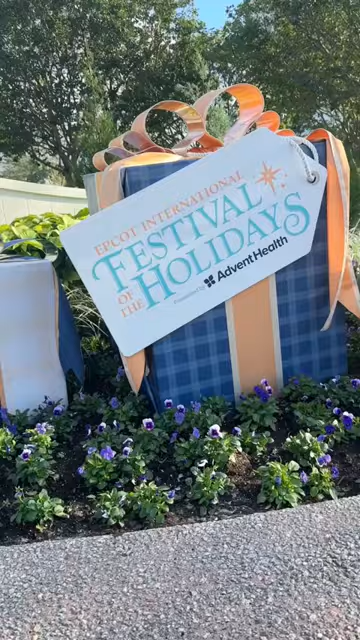 EPCOT INTERNATIONAL
FESTIVAL
OF THE HOLIDAYS
Presented by AdventHealth